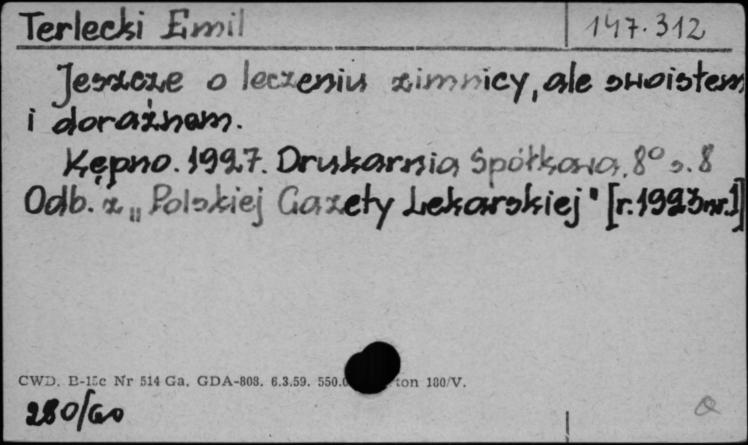 Terlecki Emil 147.312
Jeszcze o leczeniu zimnicy, ale swoistem
i doraźnem.
Kępno. 1927. Drukarnia Spółkowa. 8° s. 8
Odb. z „Polskiej Gazety Lekarskiej" [r. 1923 nr. 1]
CWD. B-15c Nr 514 Ga. GDA-808. 6.3.59. 550. ton 180/V.
280/60